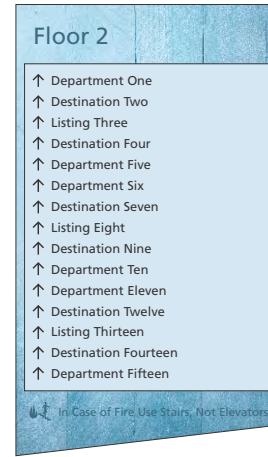 Floor 2
↑ Department One
↑ Destination Two
↑ Listing Three
↑ Destination Four
↑ Department Five
↑ Department Six
↑ Destination Seven
↑ Listing Eight
↑ Destination Nine
↑ Department Ten
↑ Department Eleven
↑ Destination Twelve
↑ Listing Thirteen
↑ Destination Fourteen
↑ Department Fifteen
In Case of Fire Use Stairs, Not Elevators